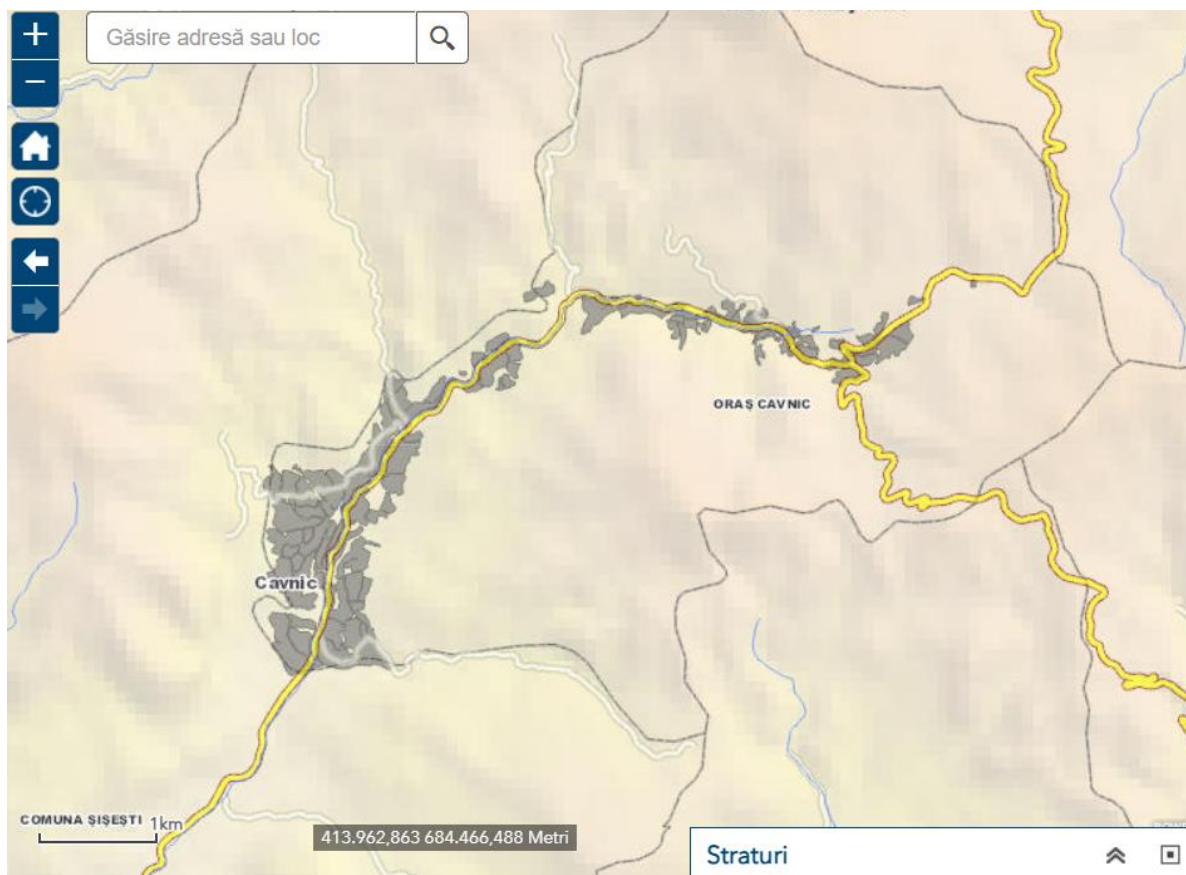 +
Găsire adresă sau loc
−
ORAȘ CAVNIC
Cavnic
COMUNA ȘIȘEȘTI
1km
413.962,863 684.466,488 Metri
Straturi